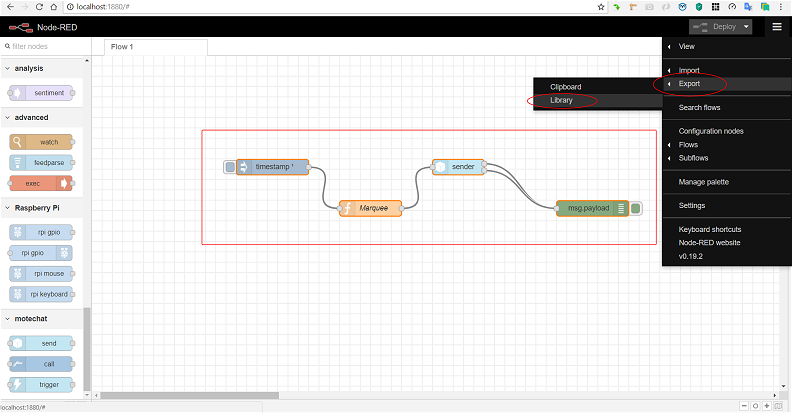 localhost:1880/#
Node-RED
Deploy
filter nodes
Flow 1
analysis
sentiment
advanced
watch
feedparse
exec
Raspberry Pi
rpi gpio
rpi gpio
rpi mouse
rpi keyboard
motechat
send
call
trigger
timestamp ¹
Marquee
sender
msg.payload
Clipboard
Library
View
Import
Export
Search flows
Configuration nodes
Flows
Subflows
Manage palette
Settings
Keyboard shortcuts
Node-RED website
v0.19.2
localhost:1880/#